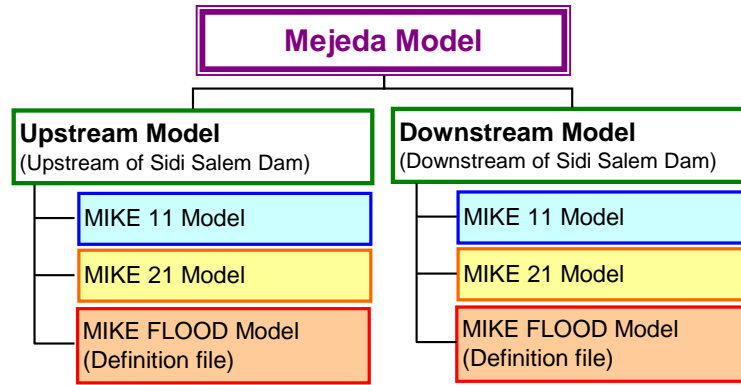 Mejeda Model
Upstream Model
(Upstream of Sidi Salem Dam)
MIKE 11 Model
MIKE 21 Model
MIKE FLOOD Model
(Definition file)
Downstream Model
(Downstream of Sidi Salem Dam)
MIKE 11 Model
MIKE 21 Model
MIKE FLOOD Model
(Definition file)